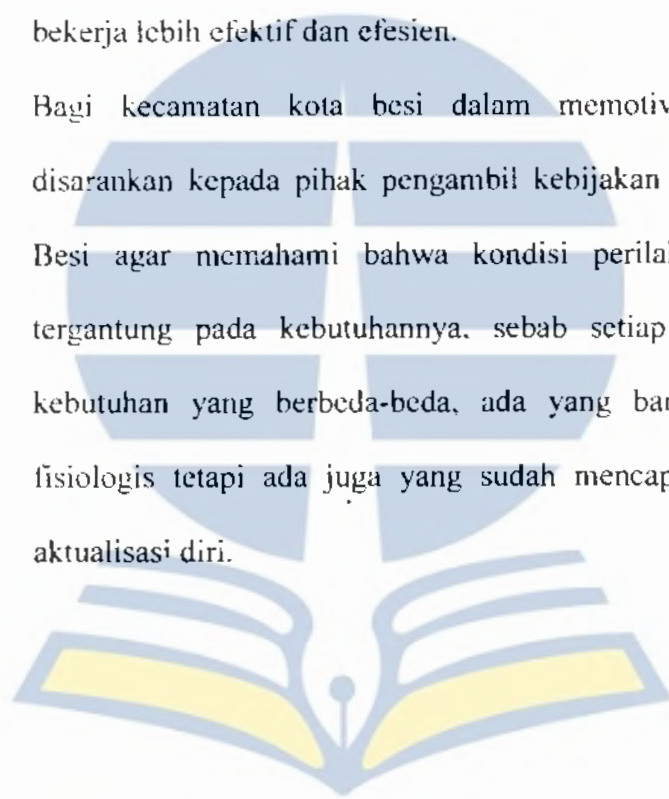 bekerja lebih efektif dan efesien.
Bagi kecamatan kota besi dalam memotiv
disarankan kepada pihak pengambil kebijakan
Besi agar memahami bahwa kondisi perila
tergantung pada kebutuhannya. sebab setiap
kebutuhan yang berbeda-beda, ada yang bar
fisiologis tetapi ada juga yang sudah mencap
aktualisasi diri.